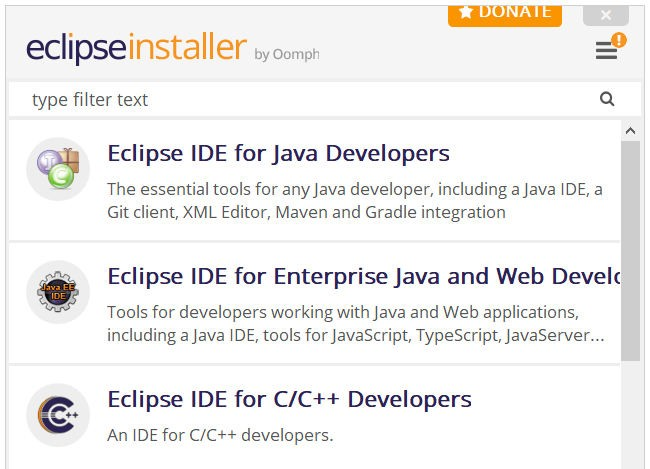 DONATE
eclipseinstaller by Oomph
type filter text
Eclipse IDE for Java Developers
The essential tools for any Java developer, including a Java IDE, a
Git client, XML Editor, Maven and Gradle integration
Java EE
IDE
Eclipse IDE for Enterprise Java and Web Develo
Tools for developers working with Java and Web applications,
including a Java IDE, tools for JavaScript, TypeScript, JavaServer...
C++
Eclipse IDE for C/C++ Developers
An IDE for C/C++ developers.